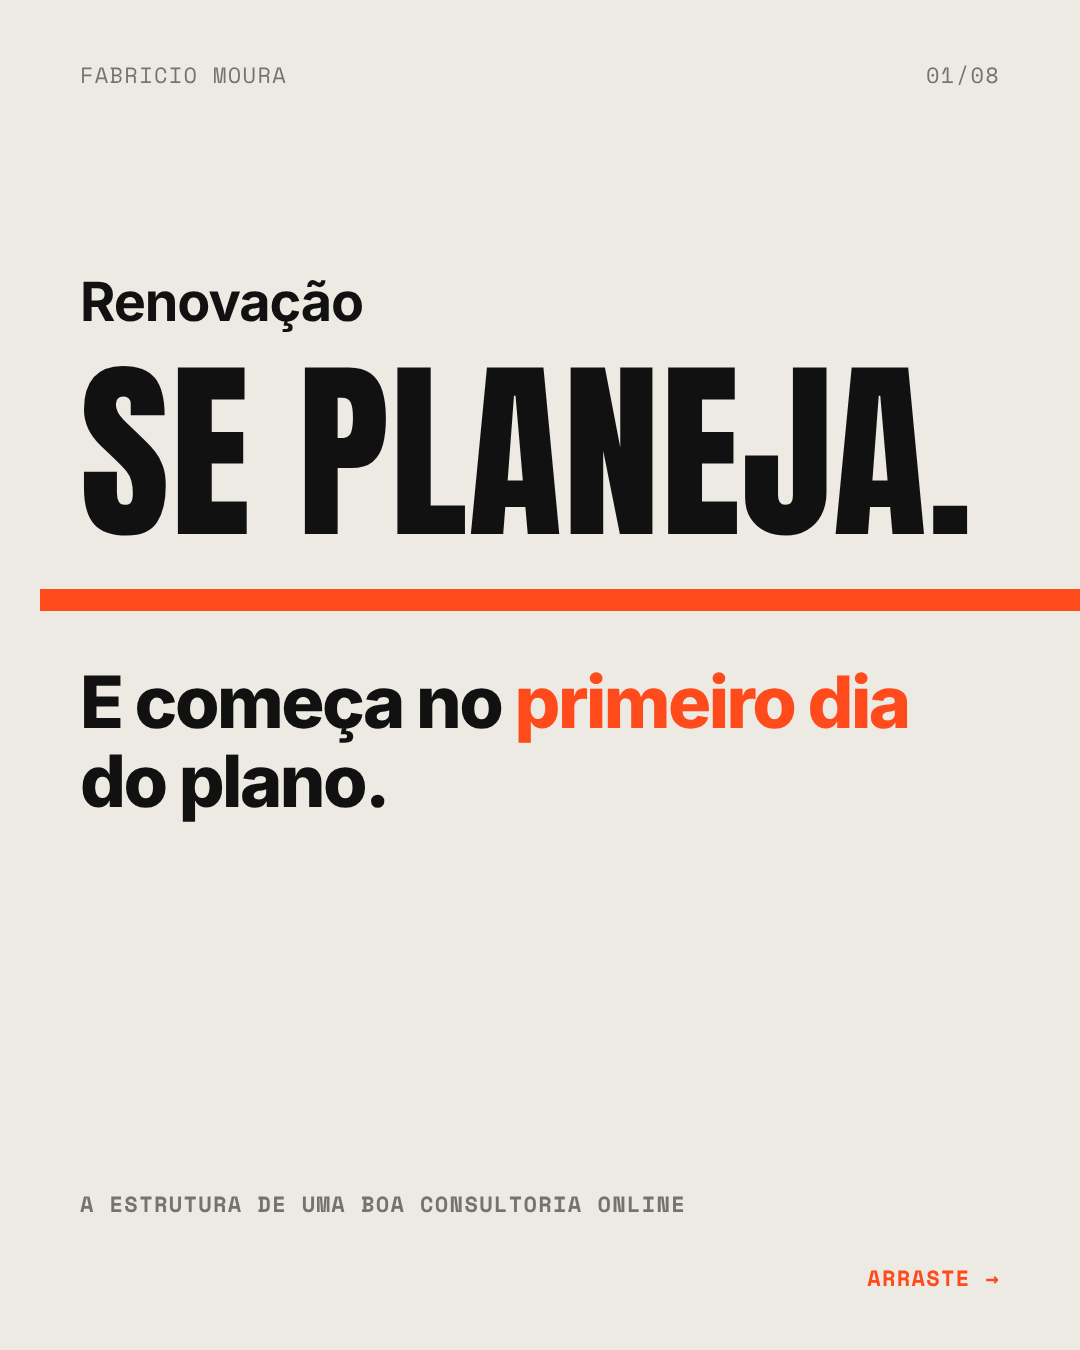 FABRICIO MOURA
01/08
Renovação
SE PLANEJA.
E começa no primeiro dia
do plano.
A ESTRUTURA DE UMA BOA CONSULTORIA ONLINE
ARRASTE →